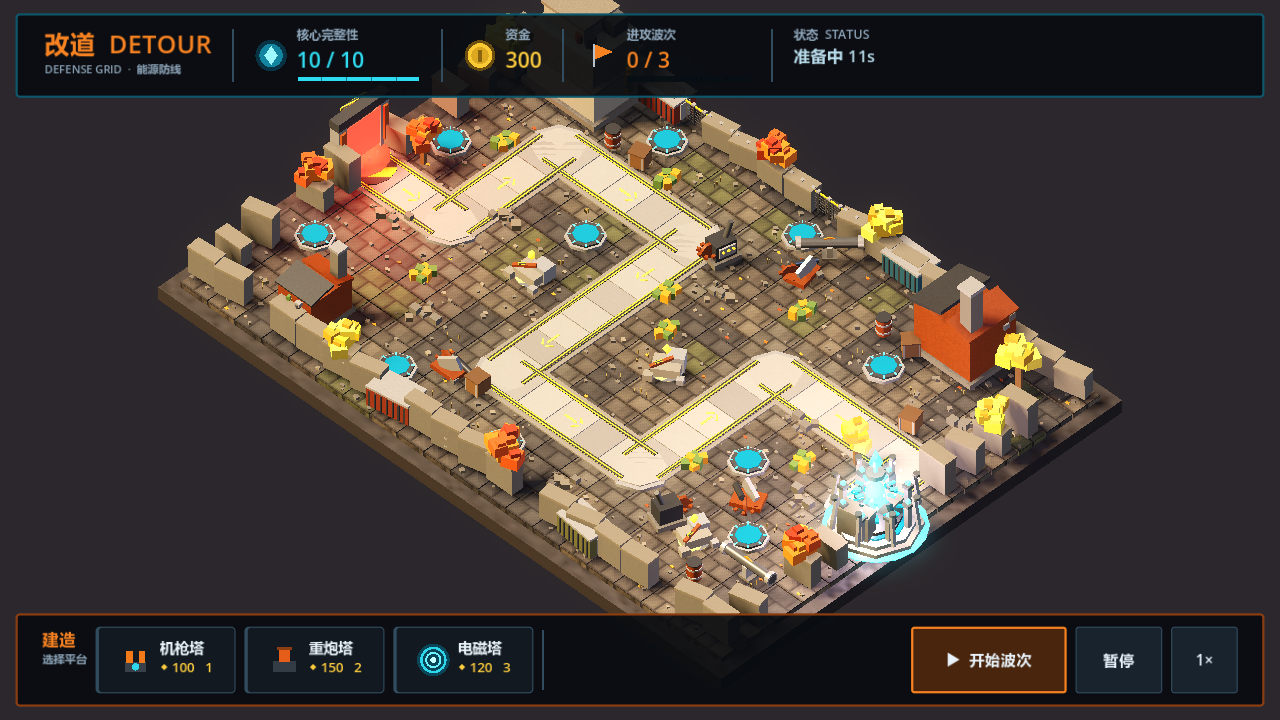 改道 DETOUR
DEFENSE GRID · 能源防线
核心完整性
10 / 10
资金
300
进攻波次
0 / 3
状态 STATUS
准备中 11s
建造
选择平台
机枪塔
100 1
重炮塔
150 2
电磁塔
120 3
开始波次
暂停
1×